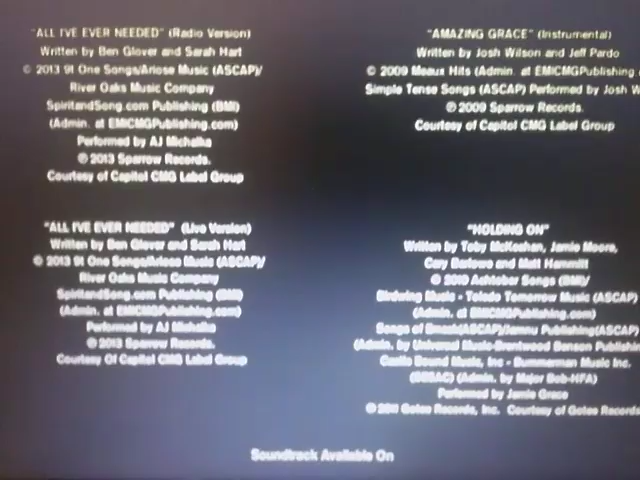 "ALL I'VE EVER NEEDED" (Radio Version)
Written by Ben Glover and Sarah Hart
© 2013 91 One Songs/Ariose Music (ASCAP)/
River Oaks Music Company
SpiritandSong.com Publishing (BMI)
(Admin. at EMICMGPublishing.com)
Performed by AJ Michalka
℗ 2013 Sparrow Records.
Courtesy of Capitol CMG Label Group
"AMAZING GRACE" (Instrumental)
Written by Josh Wilson and Jeff Pardo
© 2009 Meaux Hits (Admin. at EMICMGPublishing.
Simple Tense Songs (ASCAP) Performed by Josh W
℗ 2009 Sparrow Records.
Courtesy of Capitol CMG Label Group
"ALL I'VE EVER NEEDED" (Live Version)
Written by Ben Glover and Sarah Hart
© 2013 91 One Songs/Ariose Music (ASCAP)/
River Oaks Music Company
SpiritandSong.com Publishing (BMI)
(Admin. at EMICMGPublishing.com)
Performed by AJ Michalka
℗ 2013 Sparrow Records.
Courtesy Of Capitol CMG Label Group
"HOLDING ON"
Written by Toby McKeehan, Jamie Moore,
Cary Barlowe and Matt Hammitt
© 2010 Achtober Songs (BMI)/
Birdwing Music - Toledo Tomorrow Music (ASCAP)
(Admin. at EMICMGPublishing.com)
Songs of Publishing(ASCAP)
(Admin. by Universal Music-Brentwood Benson Publishin
Castle Bound Music, Inc - Bummerman Music Inc.
(SESAC) (Admin. by Major Bob-HFA)
Performed by Jamie Grace
℗ 2011 Gotee Records, Inc. Courtesy of Gotee Records
Soundtrack Available On